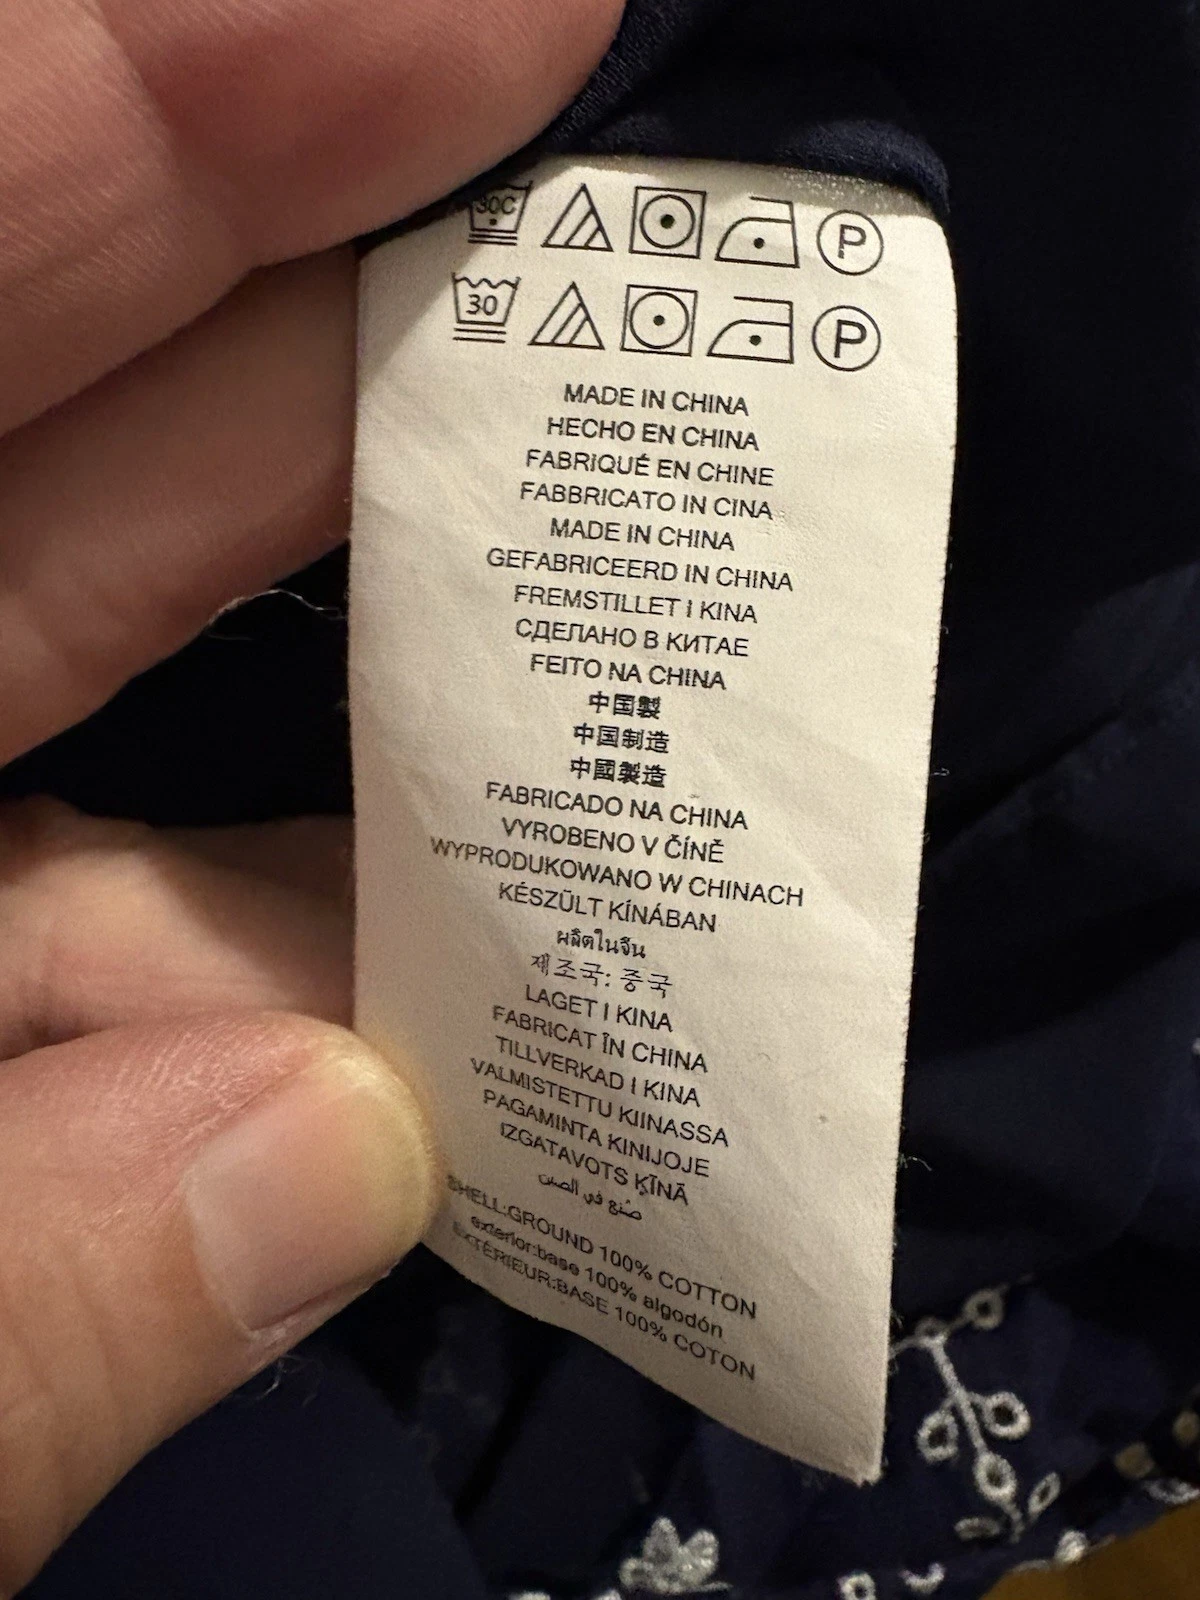 30C P
30 P
MADE IN CHINA
HECHO EN CHINA
FABRIQUÉ EN CHINE
FABBRICATO IN CINA
MADE IN CHINA
GEFABRICEERD IN CHINA
FREMSTILLET I KINA
СДЕЛАНО В КИТАЕ
FEITO NA CHINA
中国製
中国制造
中國製造
FABRICADO NA CHINA
VYROBENO V ČÍNĚ
WYPRODUKOWANO W CHINACH
KÉSZÜLT KÍNÁBAN
ผลิตในจีน
제조국: 중국
LAGET I KINA
FABRICAT ÎN CHINA
TILLVERKAD I KINA
VALMISTETTU KIINASSA
PAGAMINTA KINIJOJE
IZGATAVOTS ĶĪNĀ
صنع في الصين
SHELL:GROUND 100% COTTON
exterior:base 100% algodón
EXTÉRIEUR:BASE 100% COTON